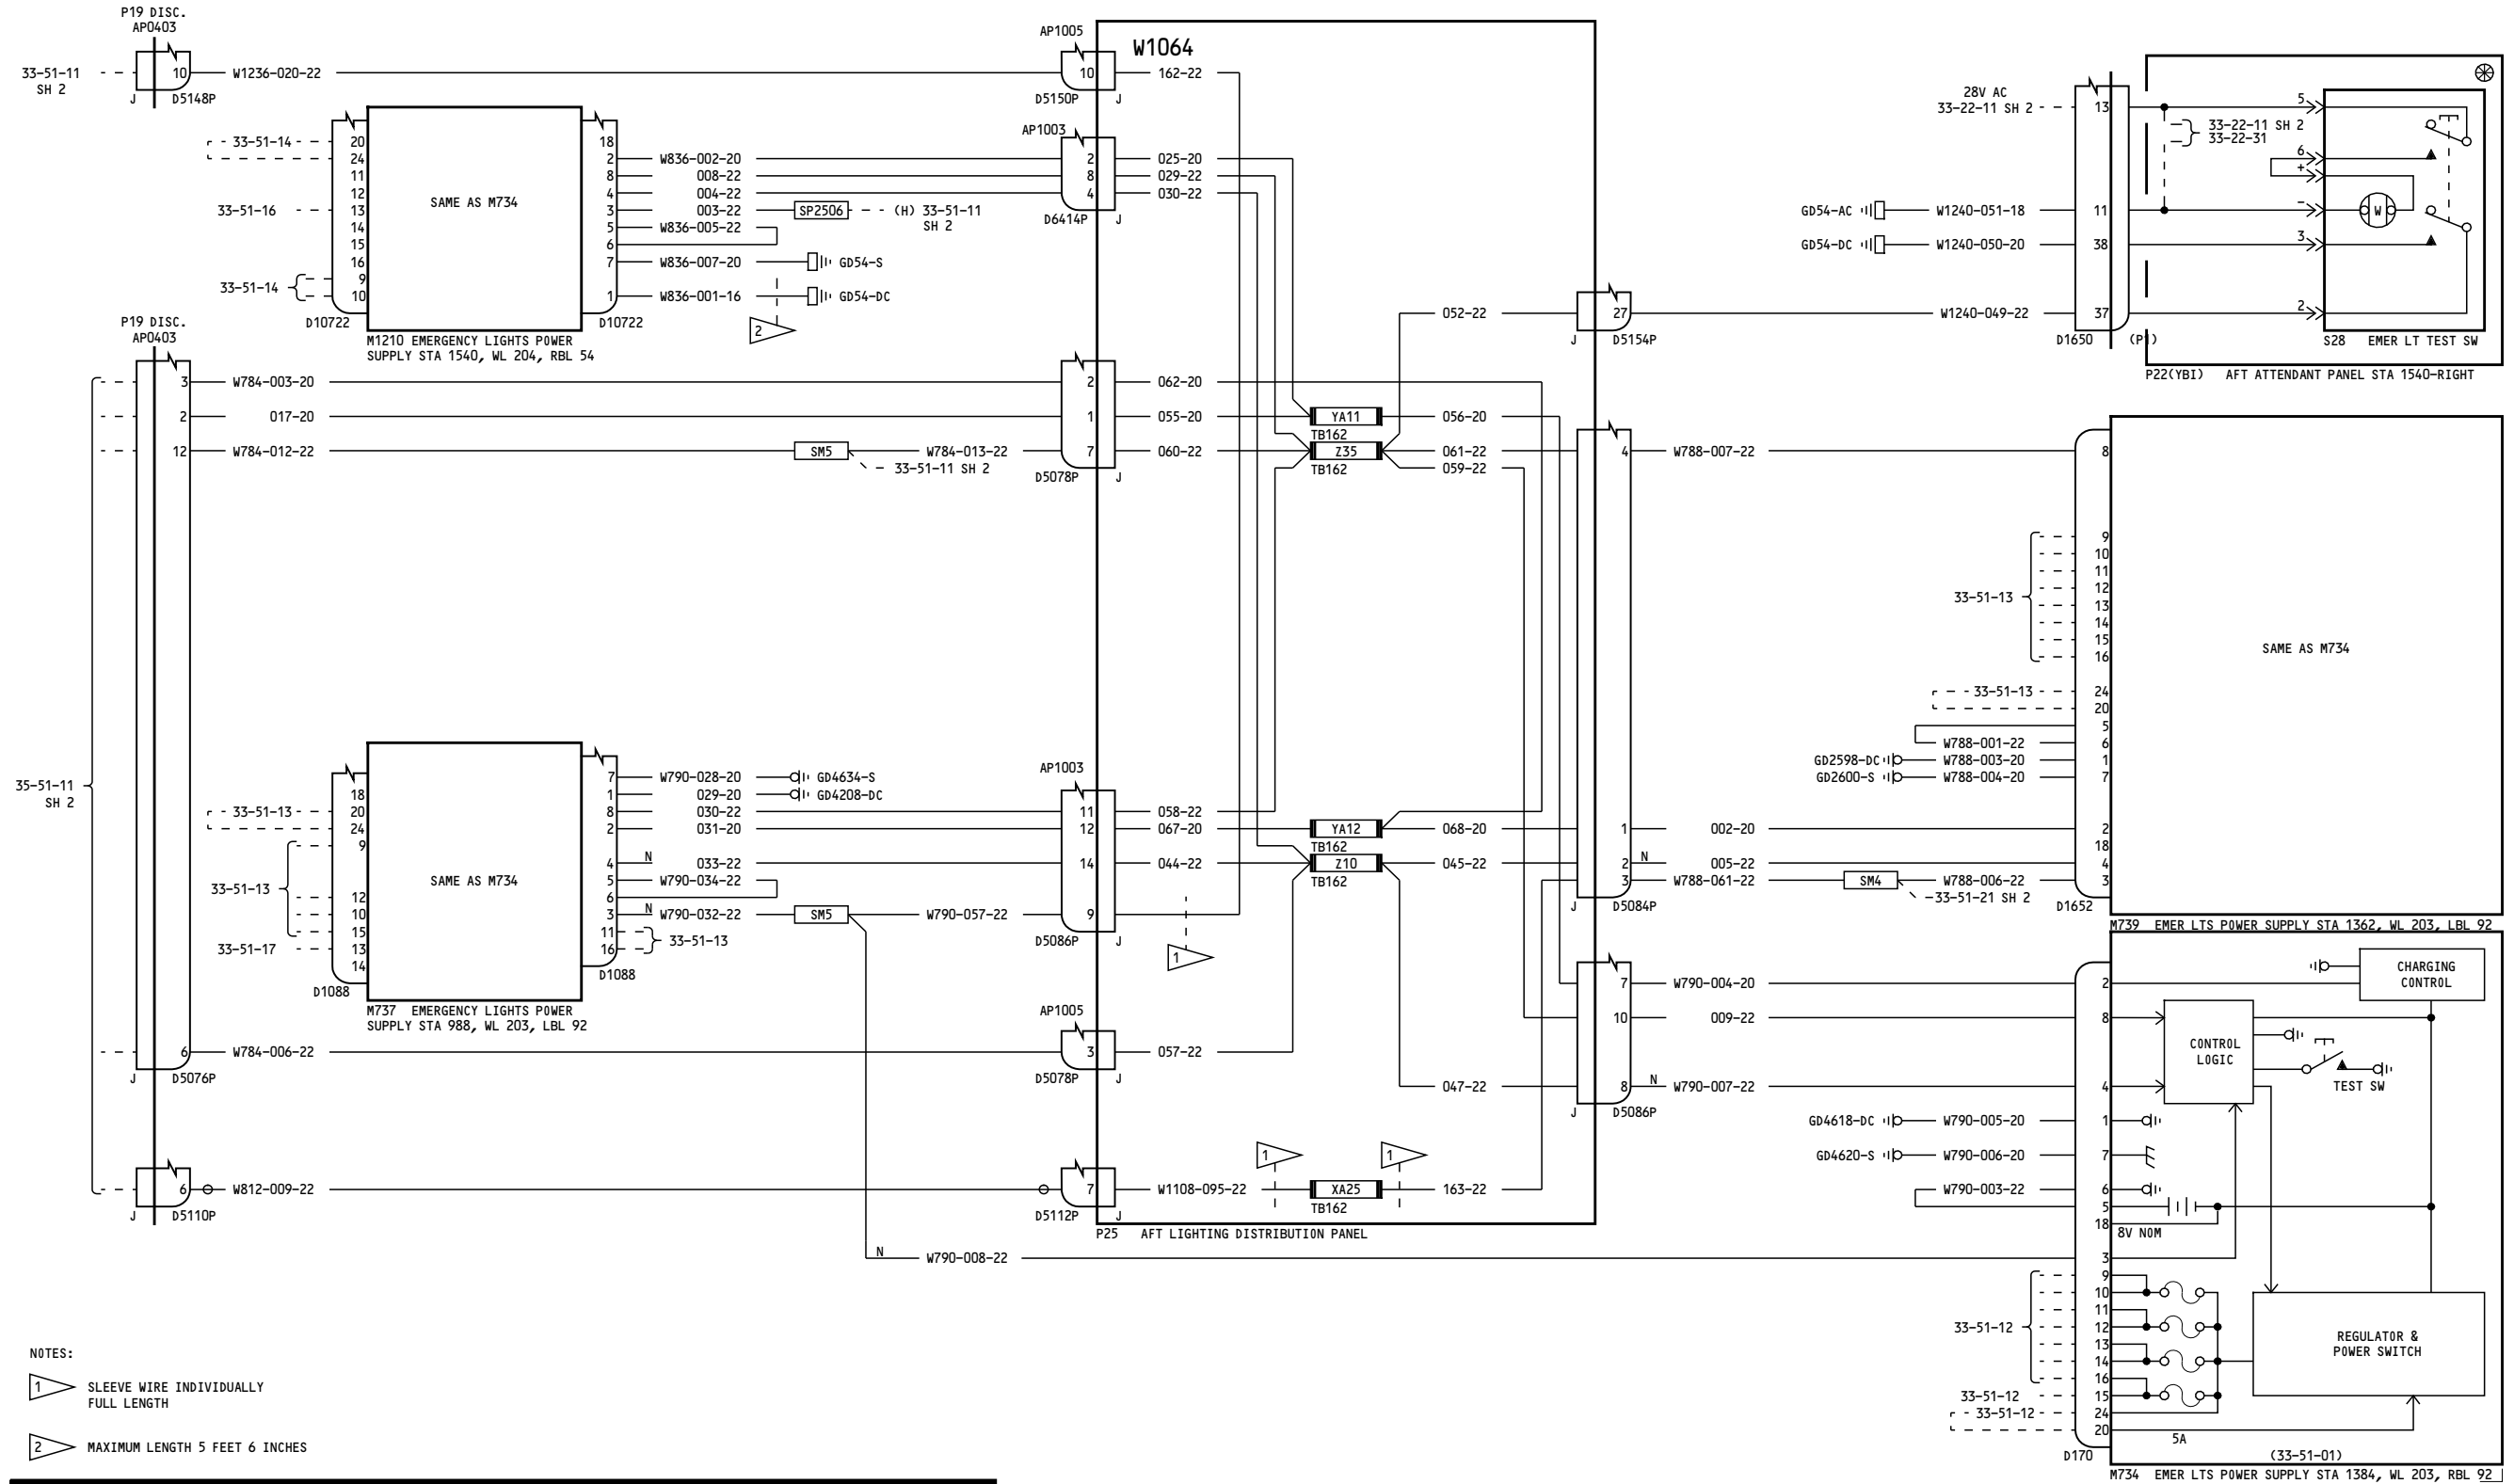 P19 DISC.
AP0403
33-51-11
SH 2
10
W1236-020-22
J
D5148P
AP1005
10
162-22
D5150P
J
W1064
33-51-14
20
24
11
12
33-51-16
13
14
15
16
33-51-14
9
10
D10722
SAME AS M734
18
2
W836-002-20
8
008-22
4
004-22
3
003-22
SP2506
(H) 33-51-11
SH 2
5
W836-005-22
6
7
W836-007-20
GD54-S
1
W836-001-16
GD54-DC
D10722
2
M1210 EMERGENCY LIGHTS POWER
SUPPLY STA 1540, WL 204, RBL 54
AP1003
2
025-20
8
029-22
4
030-22
D6414P
J
28V AC
33-22-11 SH 2
13
33-22-11 SH 2
33-22-31
5
6
+
-
3
2
W
GD54-AC
W1240-051-18
11
GD54-DC
W1240-050-20
38
052-22
27
W1240-049-22
37
J
D5154P
D1650
(P1)
S28
EMER LT TEST SW
P22(YBI)
AFT ATTENDANT PANEL STA 1540-RIGHT
P19 DISC.
AP0403
3
W784-003-20
2
062-20
2
017-20
1
055-20
YA11
TB162
056-20
12
W784-012-22
SM5
W784-013-22
33-51-11 SH 2
7
060-22
Z35
TB162
061-22
059-22
D5078P
J
4
W788-007-22
8
33-51-13
9
10
11
12
13
14
15
16
33-51-13
24
20
5
W788-001-22
6
GD2598-DC
W788-003-20
1
GD2600-S
W788-004-20
7
SAME AS M734
35-51-11
SH 2
33-51-13
18
20
24
9
33-51-13
12
10
15
33-51-17
13
14
D1088
SAME AS M734
7
W790-028-20
GD4634-S
1
029-20
GD4208-DC
8
030-22
2
031-20
4
N
033-22
5
W790-034-22
6
3
N
W790-032-22
SM5
W790-057-22
11
16
33-51-13
D1088
M737 EMERGENCY LIGHTS POWER
SUPPLY STA 988, WL 203, LBL 92
AP1003
11
058-22
12
067-20
YA12
TB162
068-20
14
044-22
Z10
TB162
045-22
9
D5086P
J
1
1
002-20
2
18
2
N
005-22
4
3
W788-061-22
SM4
W788-006-22
3
33-51-21 SH 2
J
D5084P
D1652
M739 EMER LTS POWER SUPPLY STA 1362, WL 203, LBL 92
6
W784-006-22
J
D5076P
AP1005
3
057-22
D5078P
J
047-22
7
W790-004-20
2
10
009-22
8
8
N
W790-007-22
4
J
D5086P
GD4618-DC
W790-005-20
1
GD4620-S
W790-006-20
7
W790-003-22
6
5
18
8V NOM
CHARGING
CONTROL
CONTROL
LOGIC
TEST SW
6
W812-009-22
J
D5110P
7
W1108-095-22
D5112P
J
1
1
XA25
TB162
163-22
P25
AFT LIGHTING DISTRIBUTION PANEL
N
W790-008-22
3
33-51-12
9
10
11
12
13
14
16
33-51-12
15
33-51-12
24
20
5A
REGULATOR &
POWER SWITCH
D170
(33-51-01)
M734 EMER LTS POWER SUPPLY STA 1384, WL 203, RBL 92
NOTES:
1
SLEEVE WIRE INDIVIDUALLY
FULL LENGTH
2
MAXIMUM LENGTH 5 FEET 6 INCHES